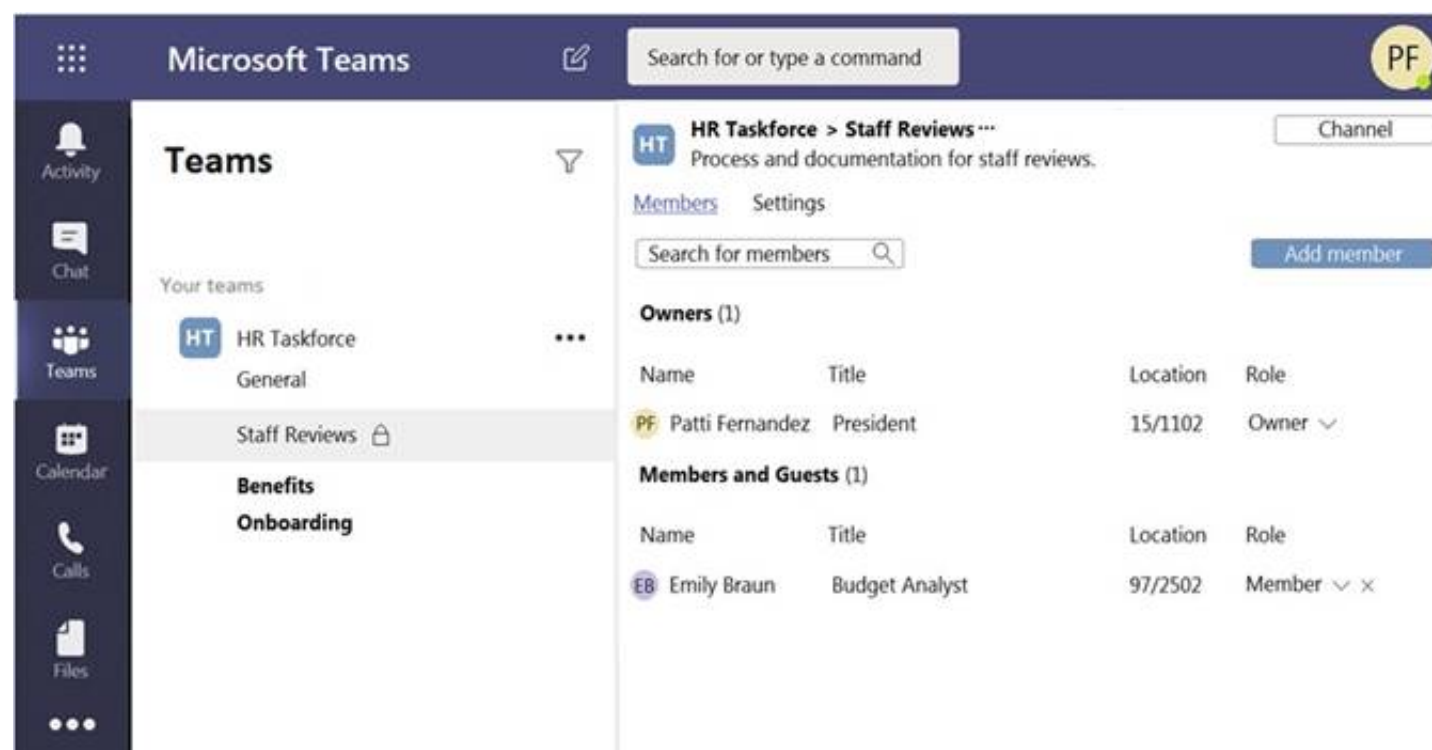 Microsoft Teams
Search for or type a command
PF
Activity
Chat
Teams
Calendar
Calls
Files
Teams
Your teams
HT HR Taskforce
General
Staff Reviews
Benefits
Onboarding
HT
HR Taskforce > Staff Reviews ···
Process and documentation for staff reviews.
Channel
Members Settings
Search for members
Add member
Owners (1)
Name Title Location Role
PF Patti Fernandez President 15/1102 Owner
Members and Guests (1)
Name Title Location Role
EB Emily Braun Budget Analyst 97/2502 Member